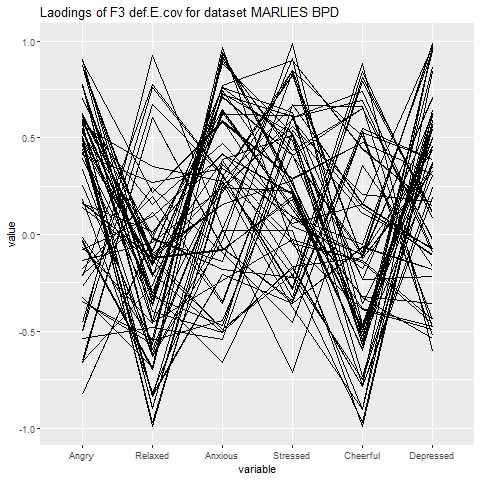 Laodings of F3 def.E.cov for dataset MARLIES BPD
1.0
0.5
0.0
-0.5
-1.0
value
Angry Relaxed Anxious Stressed Cheerful Depressed
variable